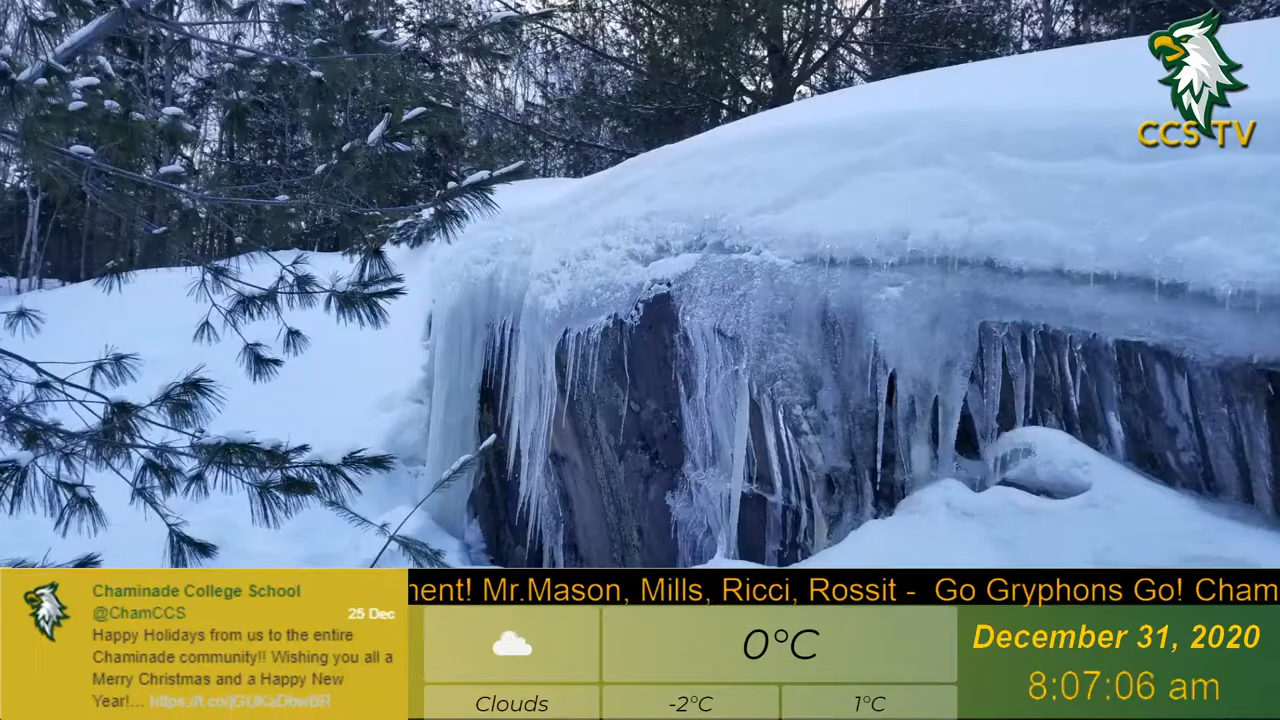 CCS TV
Chaminade College School
@ChamCCS
25 Dec
Happy Holidays from us to the entire
Chaminade community!! Wishing you all a
Merry Christmas and a Happy New
Year!...
ment! Mr.Mason, Mills, Ricci, Rossit - Go Gryphons Go! Cham
0°C
Clouds
-2°C
1°C
December 31, 2020
8:07:06 am